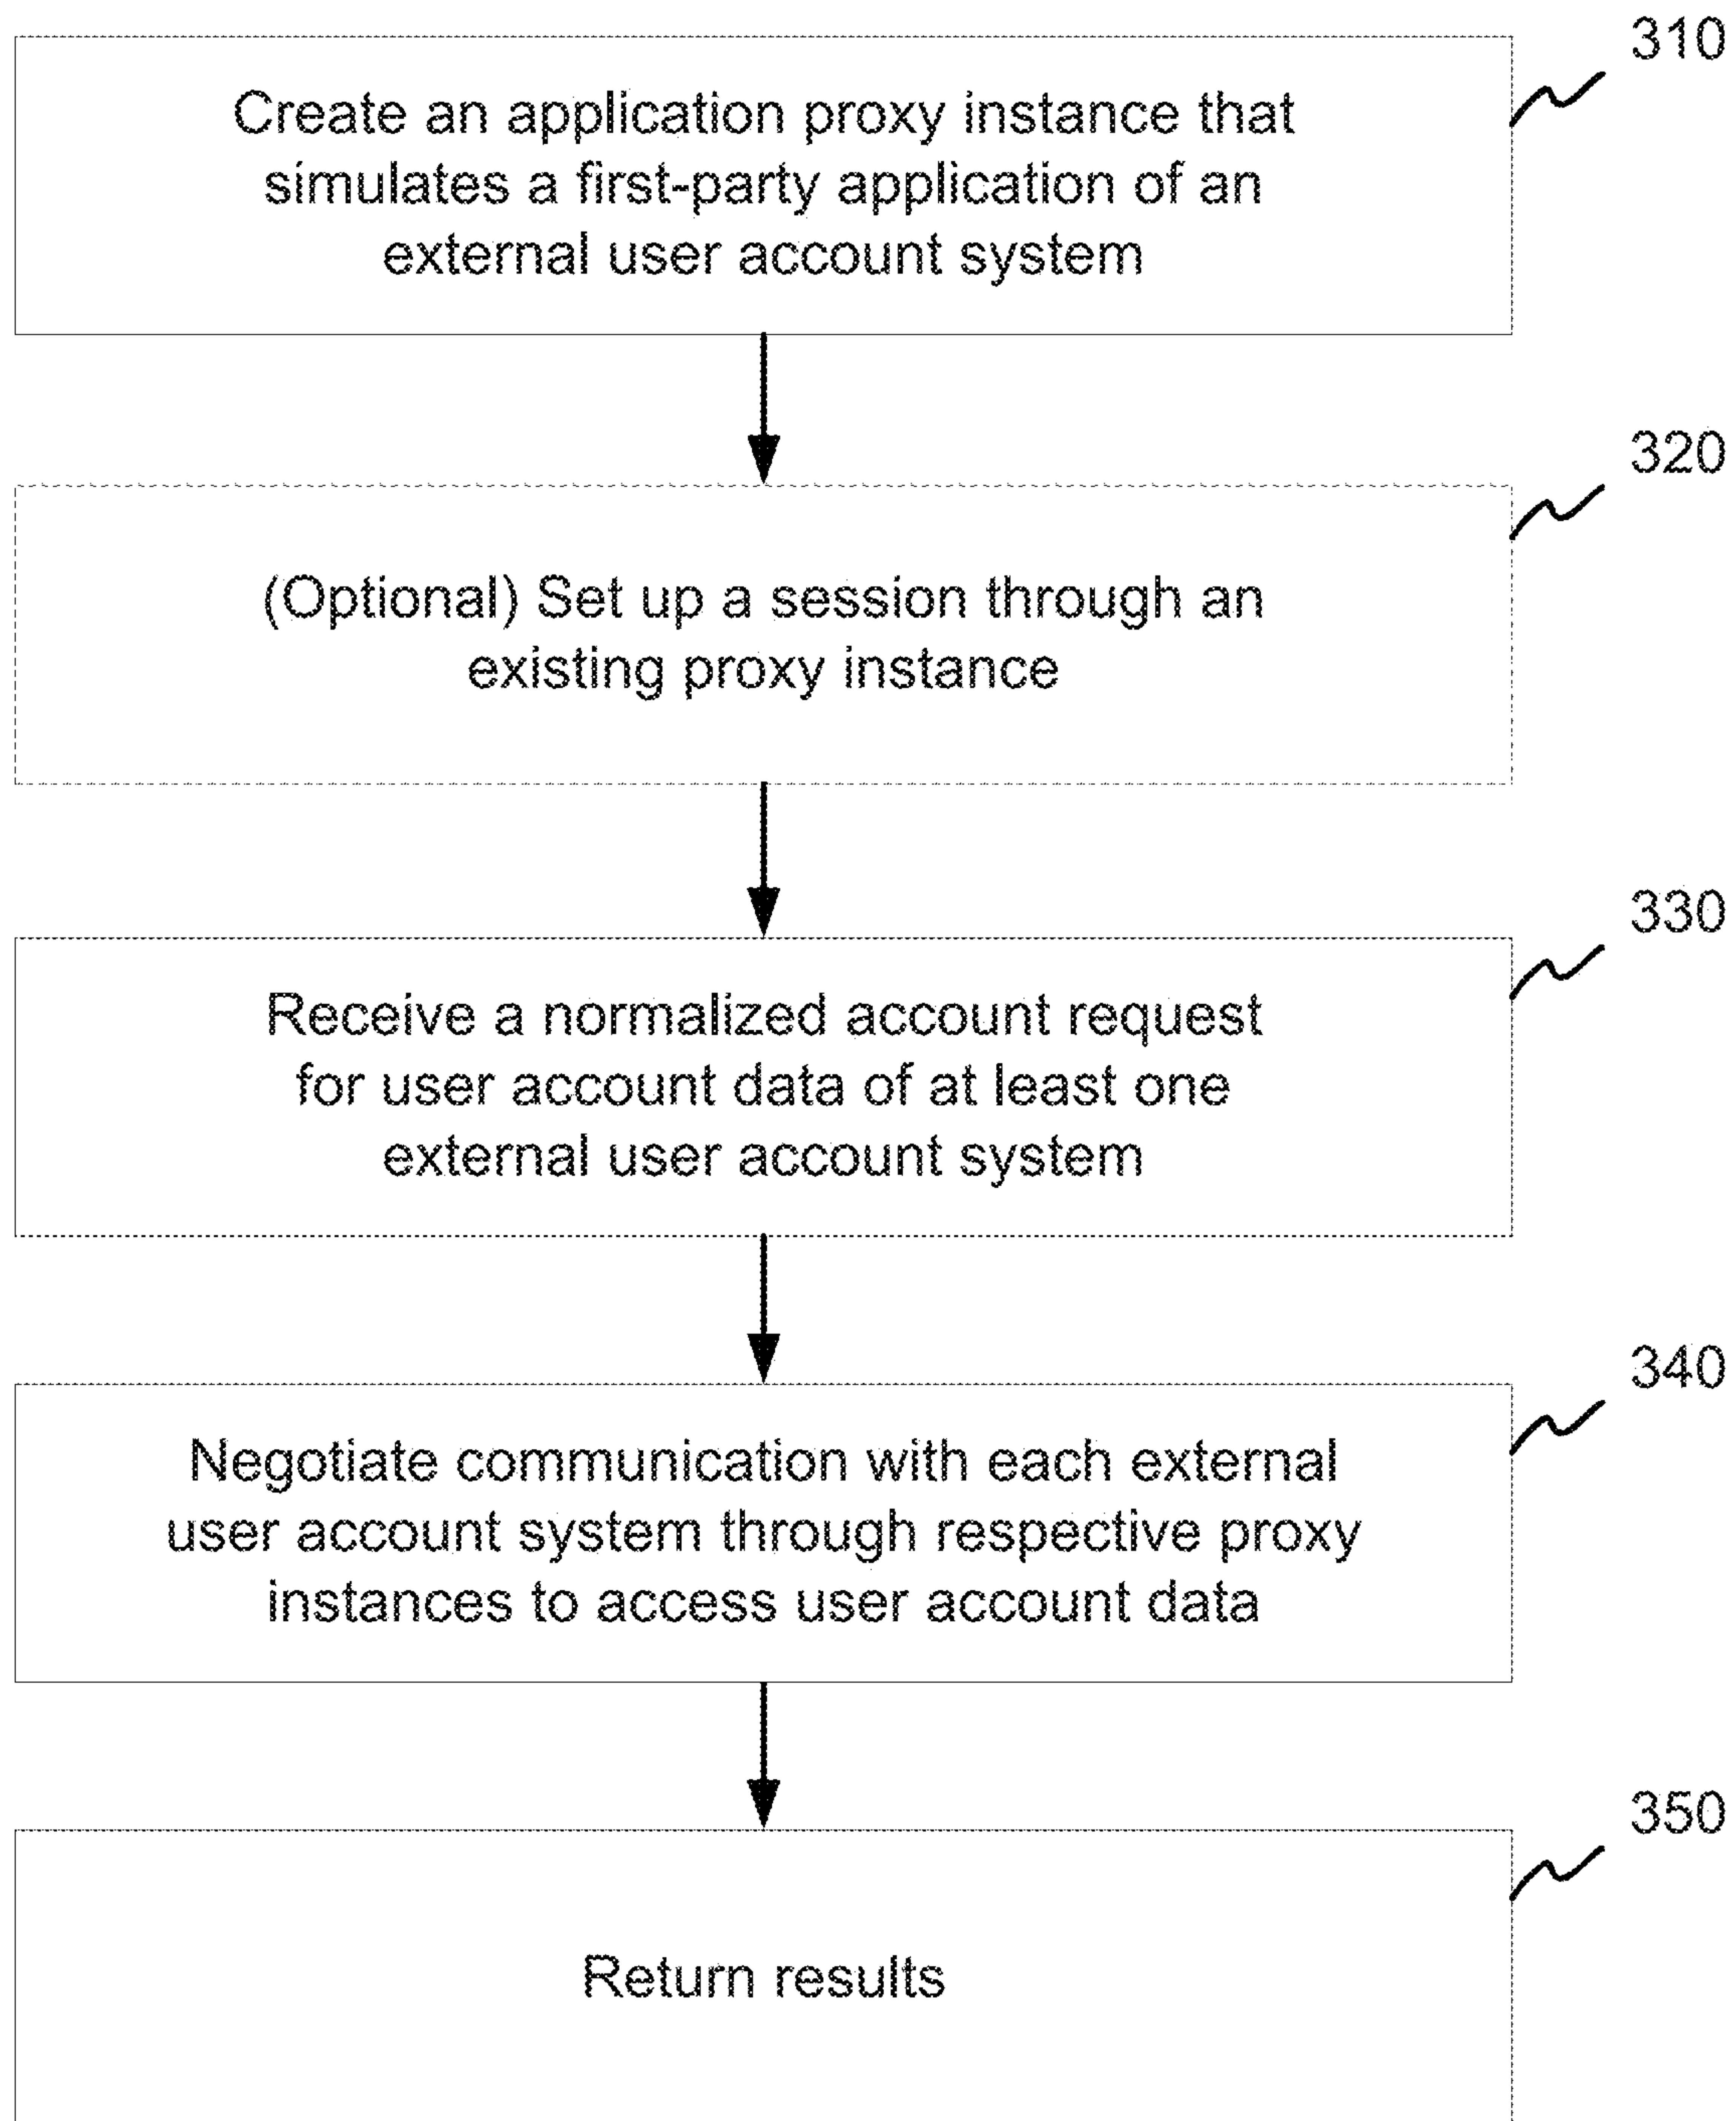 310
Create an application proxy instance that
simulates a first-party application of an
external user account system
320
(Optional) Set up a session through an
existing proxy instance
330
Receive a normalized account request
for user account data of at least one
external user account system
340
Negotiate communication with each external
user account system through respective proxy
instances to access user account data
350
Return results